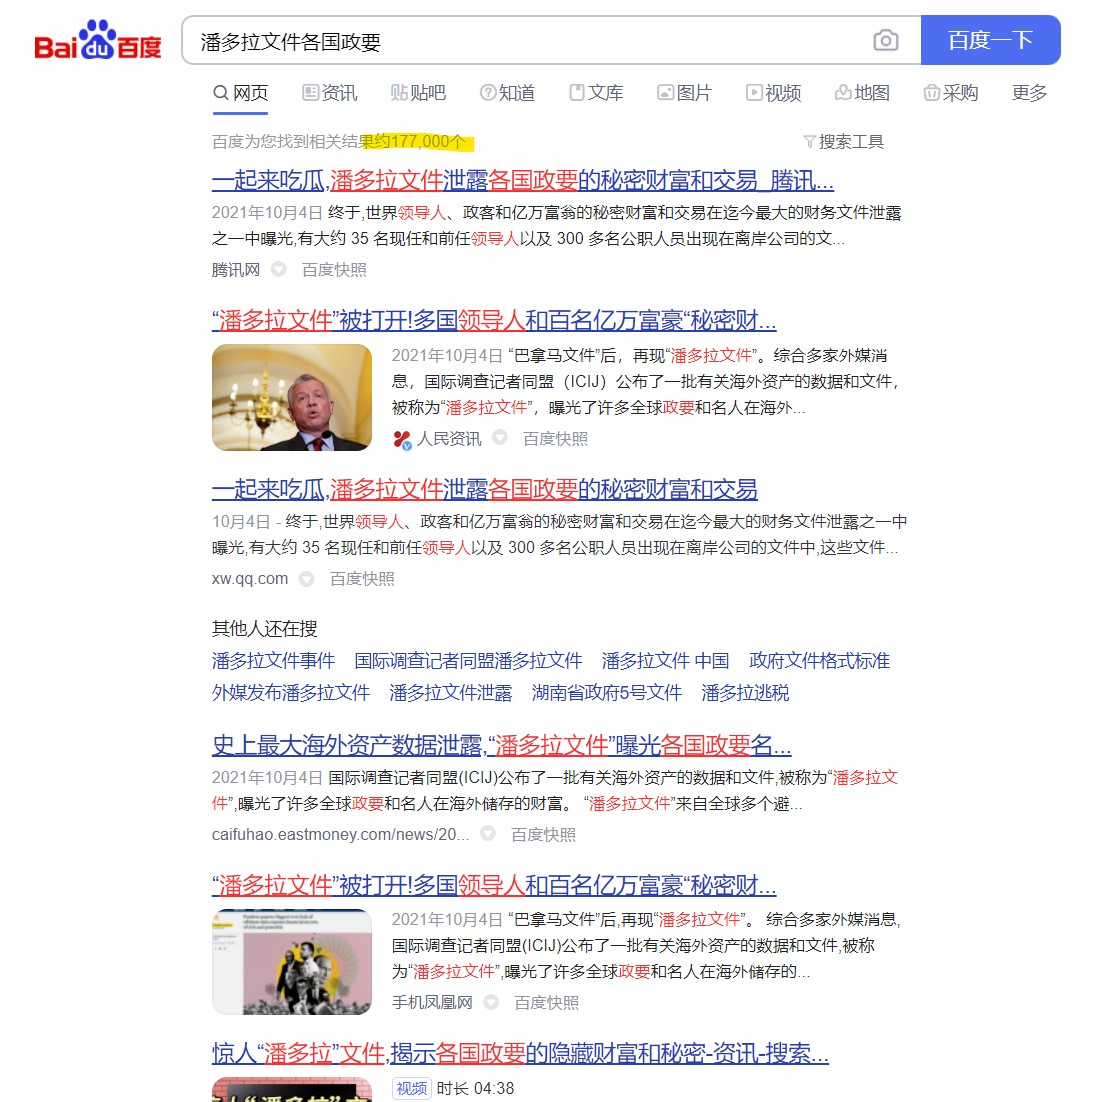 Bai du 百度
潘多拉文件各国政要
百度一下
网页 资讯 贴吧 知道 文库 图片 视频 地图 采购 更多
百度为您找到相关结果约177,000个
搜索工具
一起来吃瓜,潘多拉文件泄露各国政要的秘密财富和交易_腾讯...
2021年10月4日 终于,世界领导人、政客和亿万富翁的秘密财富和交易在迄今最大的财务文件泄露
之一中曝光,有大约 35 名现任和前任领导人以及 300 多名公职人员出现在离岸公司的文...
腾讯网 百度快照
“潘多拉文件”被打开!多国领导人和百名亿万富豪“秘密财...
2021年10月4日 “巴拿马文件”后，再现“潘多拉文件”。综合多家外媒消
息，国际调查记者同盟（ICIJ）公布了一批有关海外资产的数据和文件，
被称为“潘多拉文件”，曝光了许多全球政要和名人在海外...
人民资讯 百度快照
一起来吃瓜,潘多拉文件泄露各国政要的秘密财富和交易
10月4日 - 终于,世界领导人、政客和亿万富翁的秘密财富和交易在迄今最大的财务文件泄露之一中
曝光,有大约 35 名现任和前任领导人以及 300 多名公职人员出现在离岸公司的文件中,这些文件...
xw.qq.com 百度快照
其他人还在搜
潘多拉文件事件 国际调查记者同盟潘多拉文件 潘多拉文件 中国 政府文件格式标准
外媒发布潘多拉文件 潘多拉文件泄露 湖南省政府5号文件 潘多拉逃税
史上最大海外资产数据泄露,“潘多拉文件”曝光各国政要名...
2021年10月4日 国际调查记者同盟(ICIJ)公布了一批有关海外资产的数据和文件,被称为“潘多拉文
件”,曝光了许多全球政要和名人在海外储存的财富。 “潘多拉文件”来自全球多个避...
caifuhao.eastmoney.com/news/20... 百度快照
“潘多拉文件”被打开!多国领导人和百名亿万富豪“秘密财...
2021年10月4日 “巴拿马文件”后,再现“潘多拉文件”。 综合多家外媒消息,
国际调查记者同盟(ICIJ)公布了一批有关海外资产的数据和文件,被称
为“潘多拉文件”,曝光了许多全球政要和名人在海外储存的...
手机凤凰网 百度快照
惊人“潘多拉”文件,揭示各国政要的隐藏财富和秘密-资讯-搜索...
视频 时长 04:38